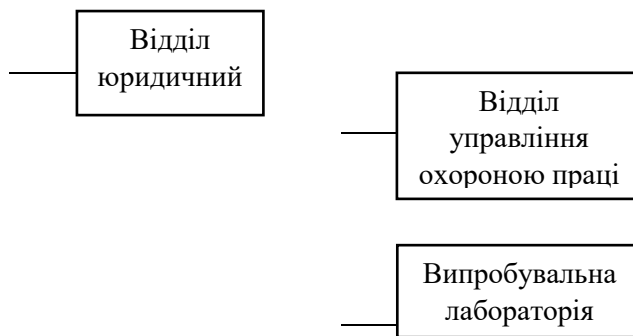 Відділ
юридичний
Відділ
управління
охороною праці
Випробувальна
лабораторія